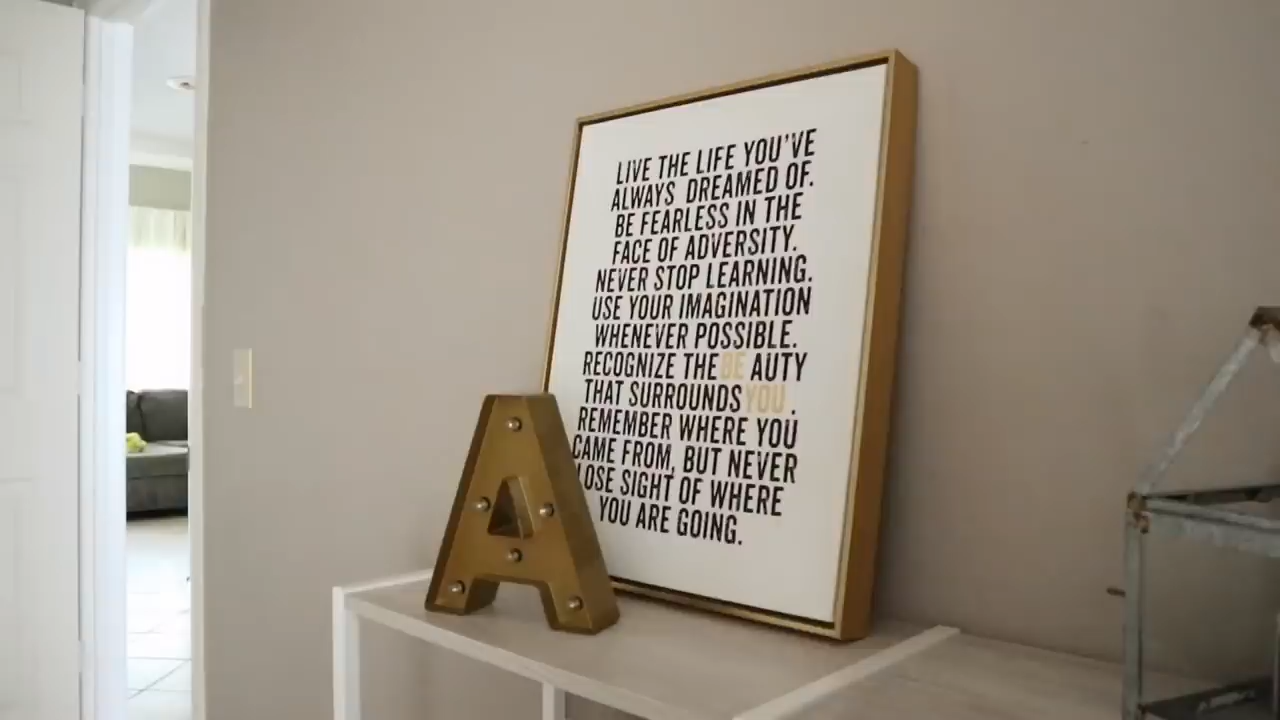 LIVE THE LIFE YOU'VE
ALWAYS DREAMED OF.
BE FEARLESS IN THE
FACE OF ADVERSITY.
NEVER STOP LEARNING.
USE YOUR IMAGINATION
WHENEVER POSSIBLE.
RECOGNIZE THE BEAUTY
THAT SURROUNDS YOU.
REMEMBER WHERE YOU
CAME FROM, BUT NEVER
LOSE SIGHT OF WHERE
YOU ARE GOING.
A